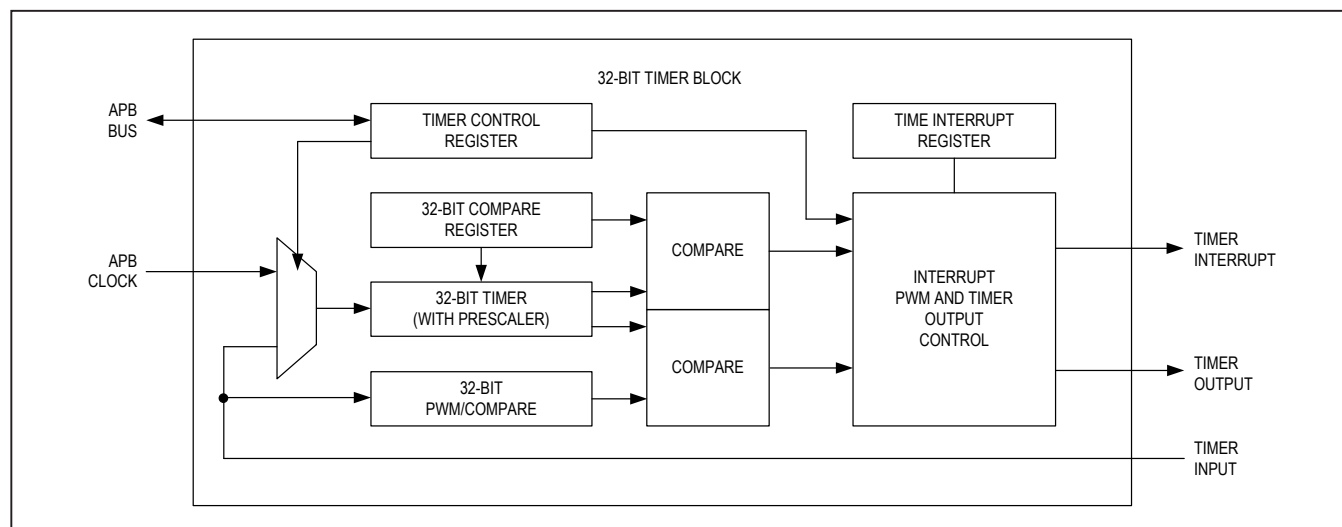 32-BIT TIMER BLOCK
APB
BUS
TIMER CONTROL
REGISTER
TIME INTERRUPT
REGISTER
32-BIT COMPARE
REGISTER
COMPARE
APB
CLOCK
32-BIT TIMER
(WITH PRESCALER)
INTERRUPT
PWM AND TIMER
OUTPUT
CONTROL
TIMER
INTERRUPT
32-BIT
PWM/COMPARE
COMPARE
TIMER
OUTPUT
TIMER
INPUT